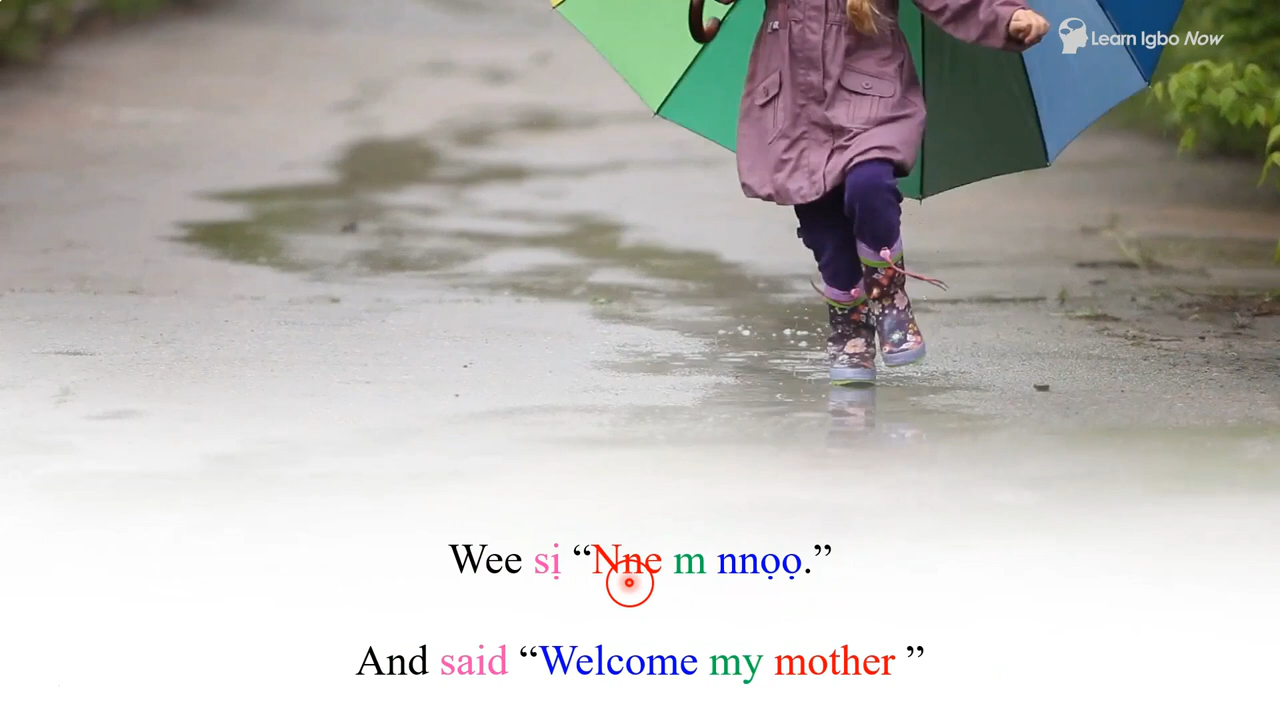 Learn Igbo Now
Wee sị “Nne m nnọọ.”
And said “Welcome my mother ”